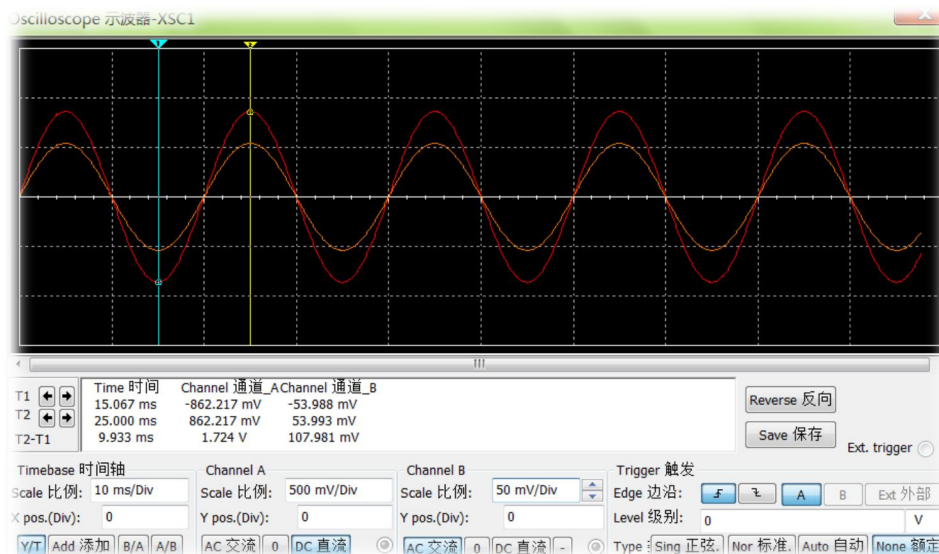 Oscilloscope 示波器-XSC1
1 2
T1 T2 T2-T1
Time 时间 Channel 通道_A Channel 通道_B
15.067 ms -862.217 mV -53.988 mV
25.000 ms 862.217 mV 53.993 mV
9.933 ms 1.724 V 107.981 mV
Reverse 反向
Save 保存
Ext. trigger
Timebase 时间轴 Channel A Channel B Trigger 触发
Scale 比例: 10 ms/Div Scale 比例: 500 mV/Div Scale 比例: 50 mV/Div Edge 边沿: A B Ext 外部
X pos.(Div): 0 Y pos.(Div): 0 Y pos.(Div): 0 Level 级别: 0 V
Y/T Add 添加 B/A A/B AC 交流 0 DC 直流 AC 交流 0 DC 直流 - Type Sing 正弦. Nor 标准. Auto 自动 None 额定